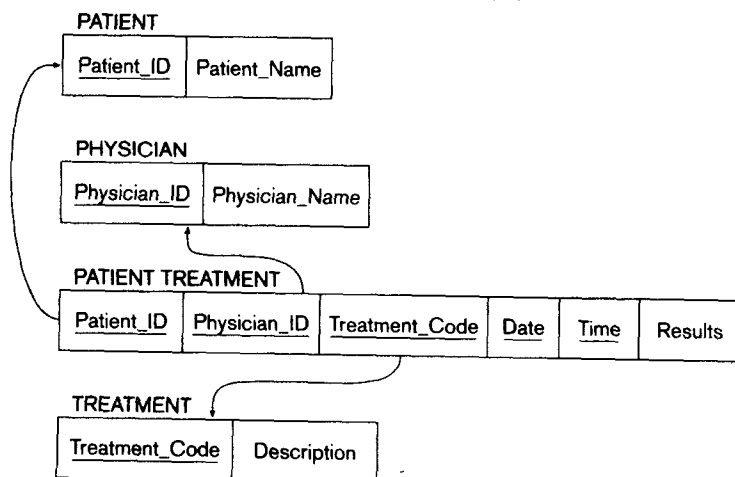 PATIENT
Patient_ID Patient_Name
PHYSICIAN
Physician_ID Physician_Name
PATIENT TREATMENT
Patient_ID Physician_ID Treatment_Code Date Time Results
TREATMENT
Treatment_Code Description